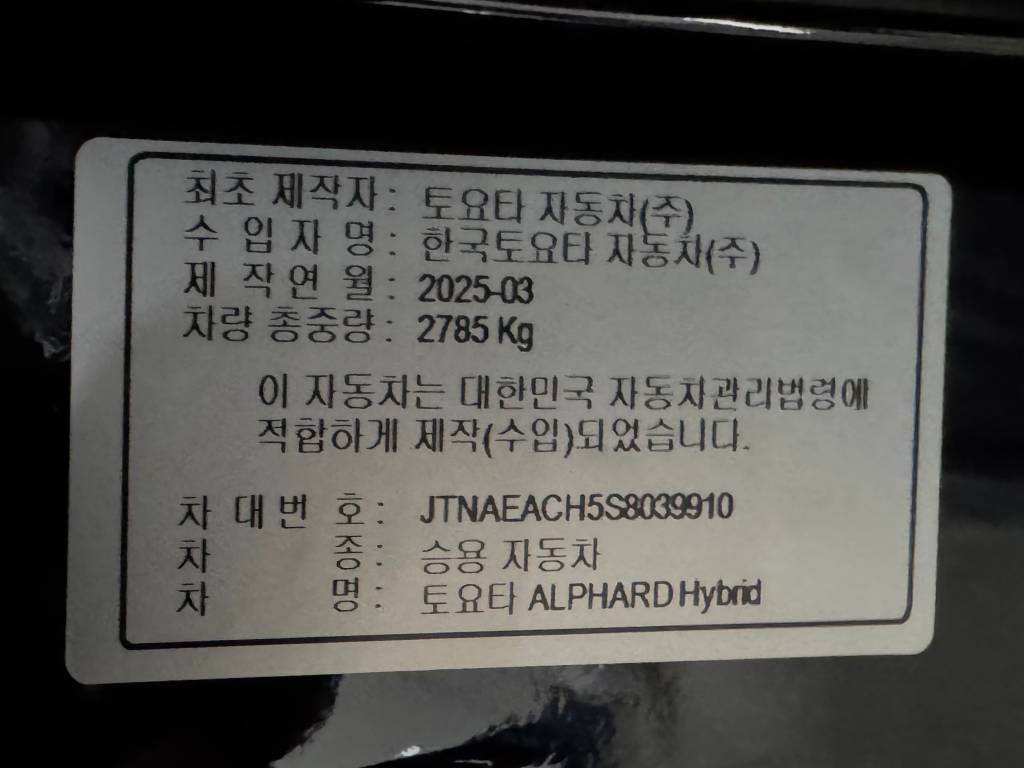 최초 제작자 : 토요타 자동차(주)
수 입 자 명 : 한국토요타 자동차(주)
제 작 연 월 : 2025-03
차량 총중량 : 2785 Kg
이 자동차는 대한민국 자동차관리법령에
적합하게 제작(수입)되었습니다.
차 대 번 호 : JTNAEACH5S8039910
차 종 : 승용 자동차
차 명 : 토요타 ALPHARD Hybrid